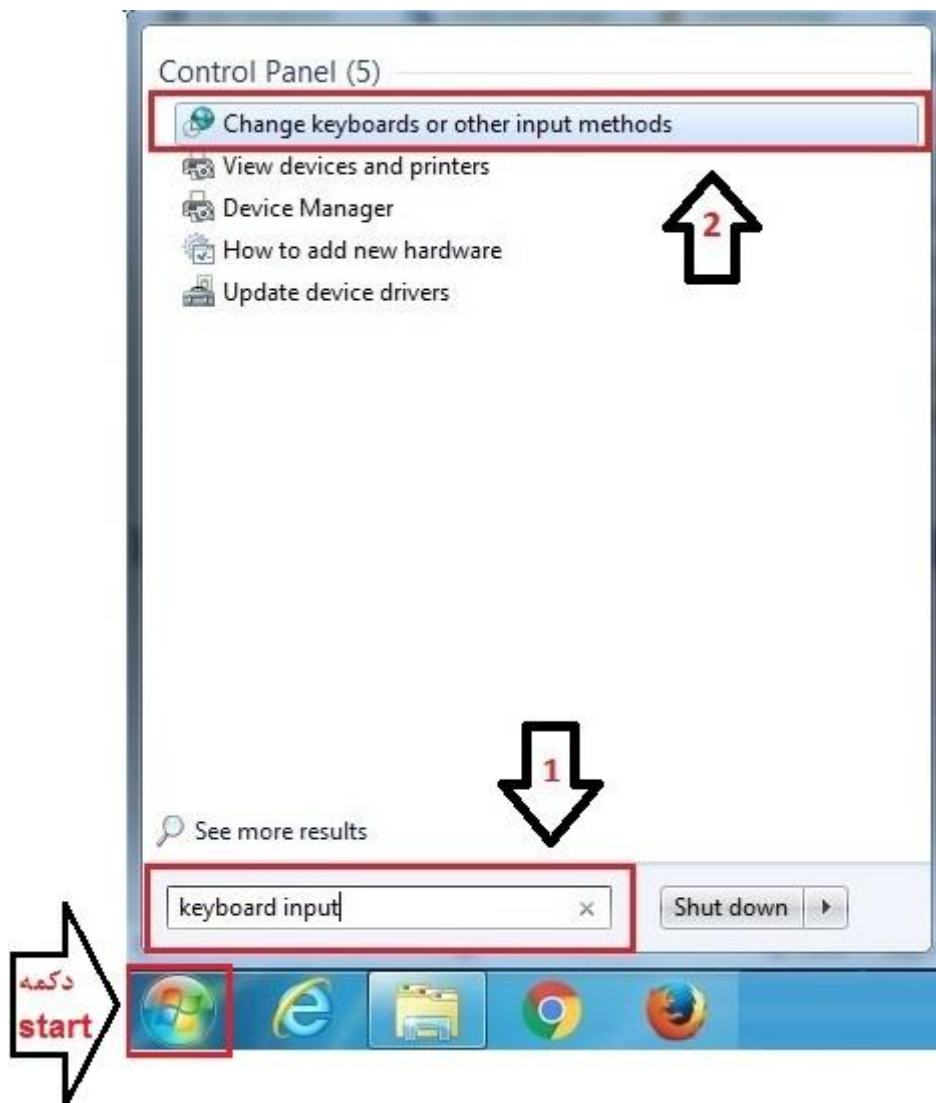 Control Panel (5)
Change keyboards or other input methods
View devices and printers
Device Manager
2
How to add new hardware
Update device drivers
1
See more results
keyboard input
Shut down
دکمه
start